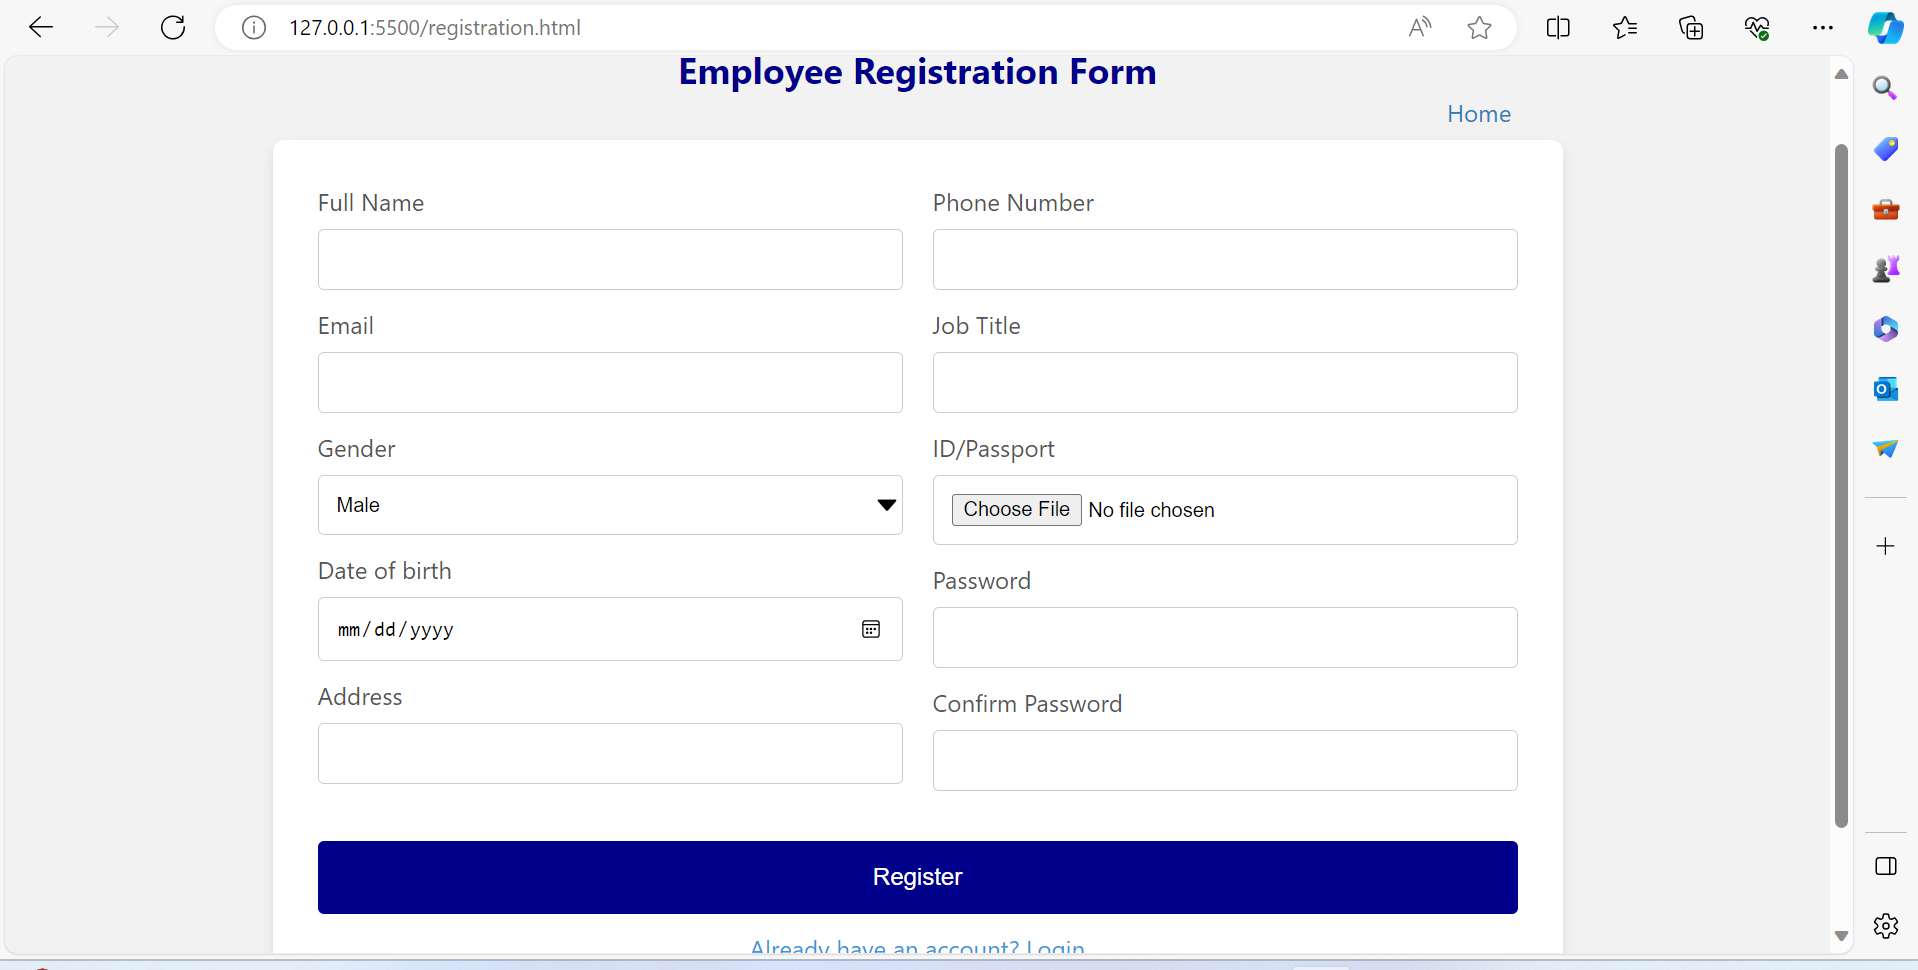 127.0.0.1:5500/registration.html
Employee Registration Form
Home
Full Name
Phone Number
Email
Job Title
Gender
ID/Passport
Male
Choose File No file chosen
Date of birth
Password
mm/dd/yyyy
Address
Confirm Password
Register
Already have an account? Login